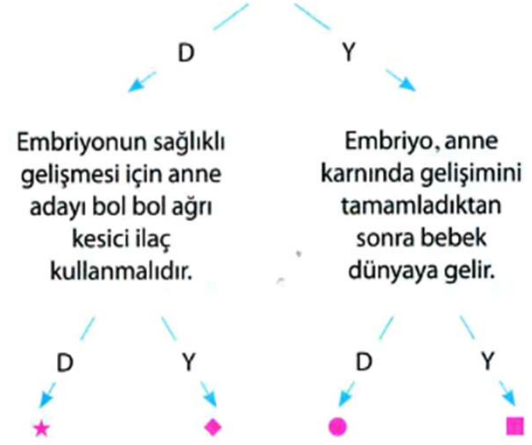 D Y
Embriyonun sağlıklı
gelişmesi için anne
adayı bol bol ağrı
kesici ilaç
kullanmalıdır.
Embriyo, anne
karnında gelişimini
tamamladıktan
sonra bebek
dünyaya gelir.
D Y D Y